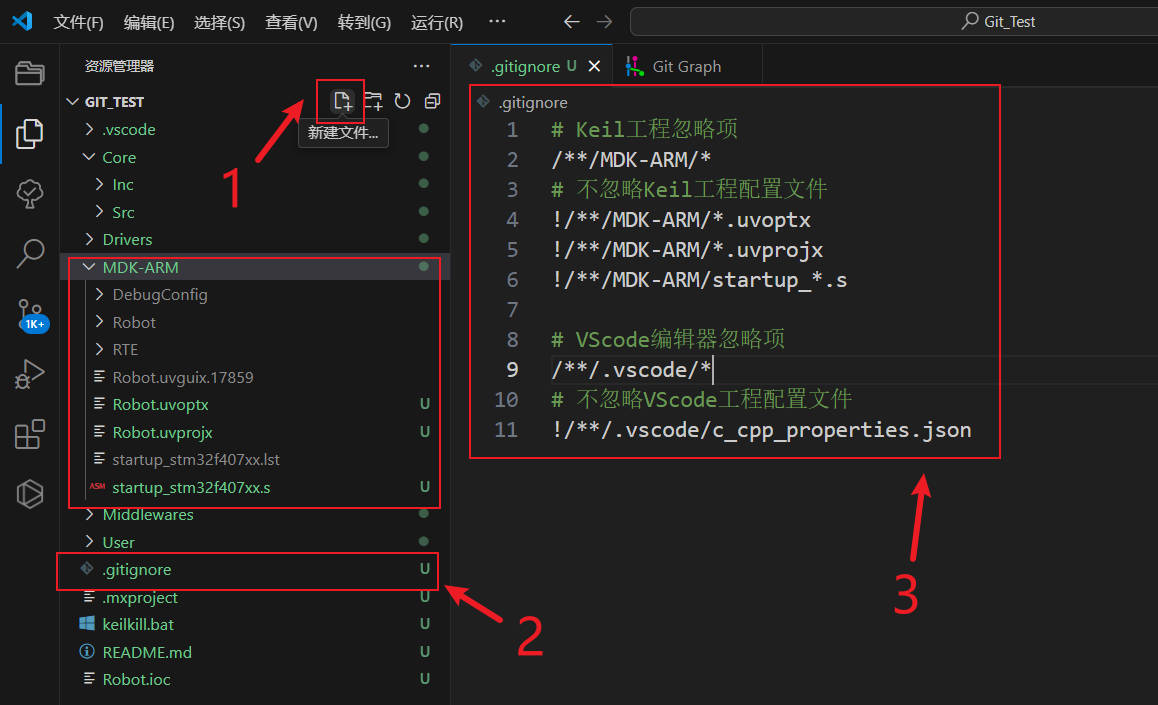 文件(F) 编辑(E) 选择(S) 查看(V) 转到(G) 运行(R) ··· Git_Test
资源管理器 ···
GIT_TEST
新建文件...
.vscode
Core
Inc
Src
Drivers
MDK-ARM
DebugConfig
Robot
RTE
Robot.uvguix.17859
Robot.uvoptx U
Robot.uvprojx U
startup_stm32f407xx.lst
ASM startup_stm32f407xx.s U
Middlewares
User
.gitignore U
.mxproject U
keilkill.bat U
README.md U
Robot.ioc U
1K+
1
2
3
.gitignore U Git Graph
.gitignore
1 # Keil工程忽略项
2 /**/MDK-ARM/*
3 # 不忽略Keil工程配置文件
4 !/**/MDK-ARM/*.uvoptx
5 !/**/MDK-ARM/*.uvprojx
6 !/**/MDK-ARM/startup_*.s
7
8 # VScode编辑器忽略项
9 /**/.vscode/*
10 # 不忽略VScode工程配置文件
11 !/**/.vscode/c_cpp_properties.json